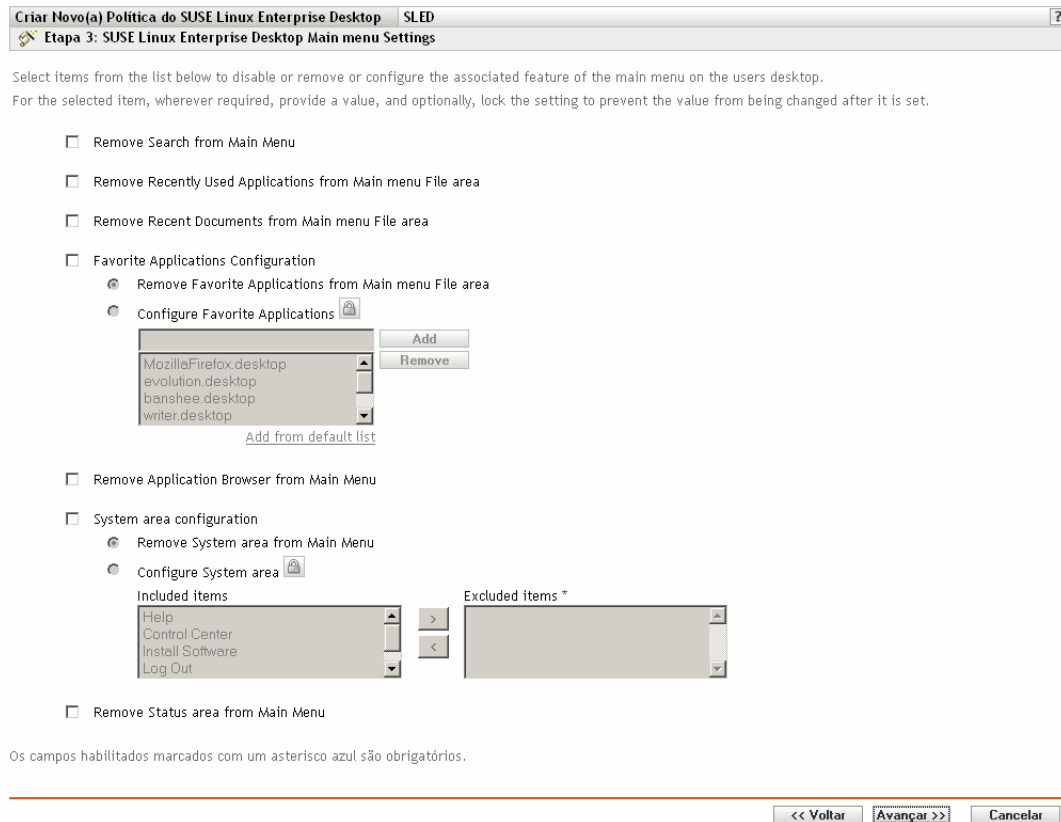 Criar Novo(a) Política do SUSE Linux Enterprise Desktop SLED ?
Etapa 3: SUSE Linux Enterprise Desktop Main menu Settings
Select items from the list below to disable or remove or configure the associated feature of the main menu on the users desktop.
For the selected item, wherever required, provide a value, and optionally, lock the setting to prevent the value from being changed after it is set.
Remove Search from Main Menu
Remove Recently Used Applications from Main menu File area
Remove Recent Documents from Main menu File area
Favorite Applications Configuration
Remove Favorite Applications from Main menu File area
Configure Favorite Applications
Add
MozillaFirefox.desktop
Remove
evolution.desktop
banshee.desktop
writer.desktop
Add from default list
Remove Application Browser from Main Menu
System area configuration
Remove System area from Main Menu
Configure System area
Included items Excluded items *
Help >
Control Center
Install Software <
Log Out
Remove Status area from Main Menu
Os campos habilitados marcados com um asterisco azul são obrigatórios.
<< Voltar Avançar >> Cancelar